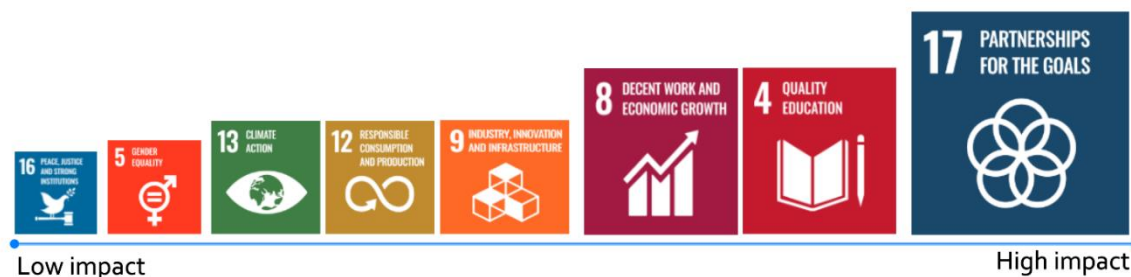 16 PEACE, JUSTICE
AND STRONG
INSTITUTIONS
5 GENDER
EQUALITY
13 CLIMATE
ACTION
12 RESPONSIBLE
CONSUMPTION
AND PRODUCTION
9 INDUSTRY, INNOVATION
AND INFRASTRUCTURE
8 DECENT WORK AND
ECONOMIC GROWTH
4 QUALITY
EDUCATION
17 PARTNERSHIPS
FOR THE GOALS
Low impact
High impact